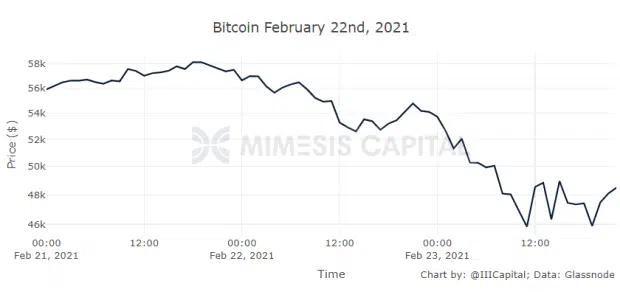 Bitcoin February 22nd, 2021
58k
56k
54k
52k
50k
48k
46k
Price ($)
MIMESIS CAPITAL
00:00
Feb 21, 2021
12:00
00:00
Feb 22, 2021
12:00
00:00
Feb 23, 2021
12:00
Time
Chart by: @IIICapital; Data: Glassnode